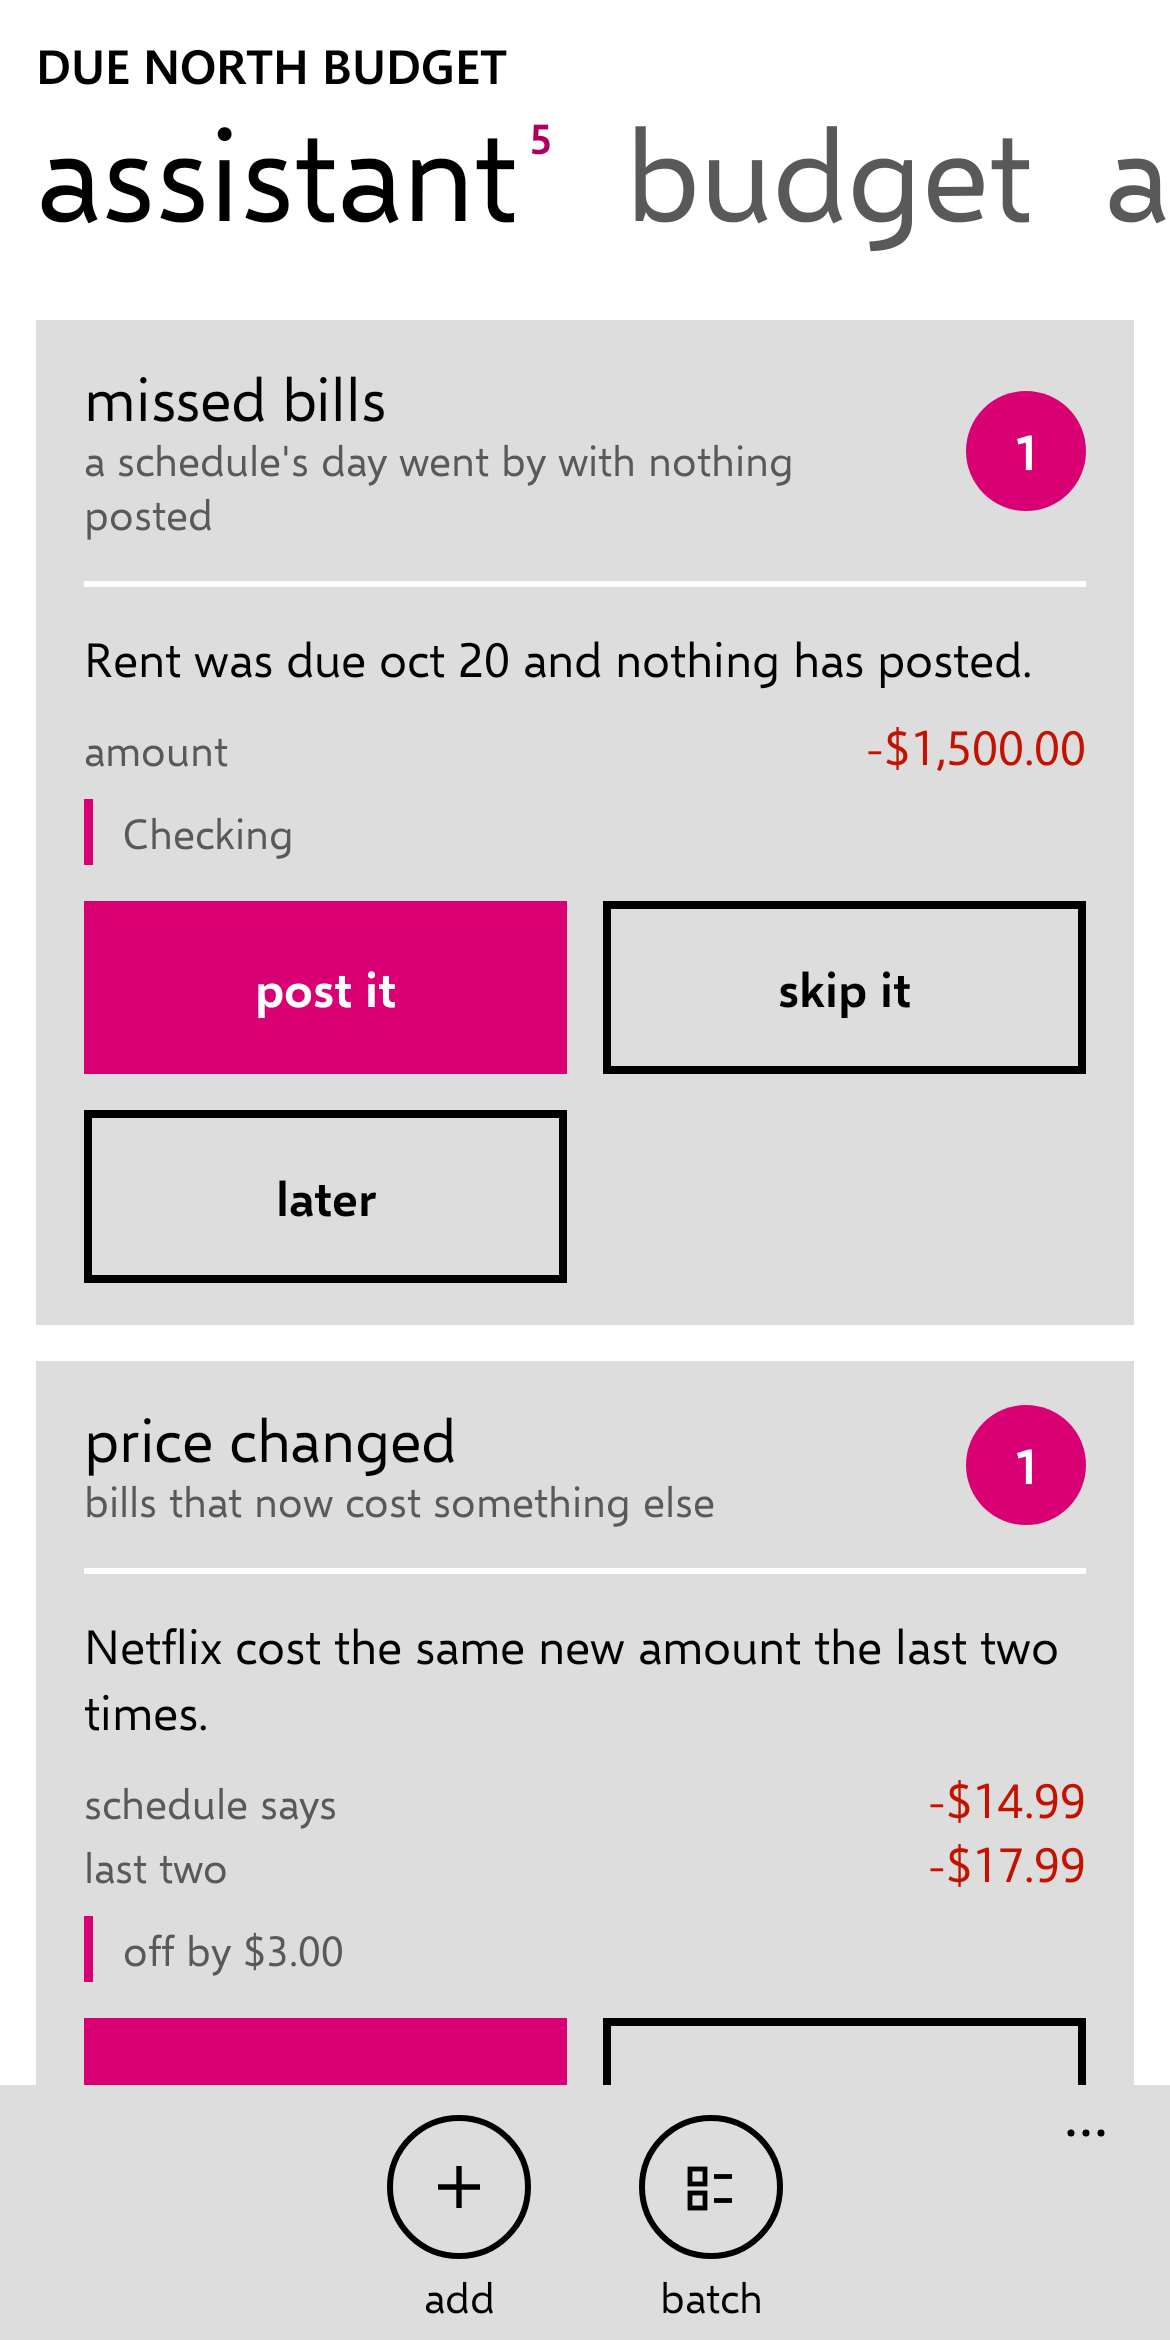 DUE NORTH BUDGET
assistant 5 budget a
missed bills
a schedule's day went by with nothing
posted
1
Rent was due oct 20 and nothing has posted.
amount -$1,500.00
Checking
post it skip it
later
price changed
bills that now cost something else
1
Netflix cost the same new amount the last two
times.
schedule says -$14.99
last two -$17.99
off by $3.00
add batch